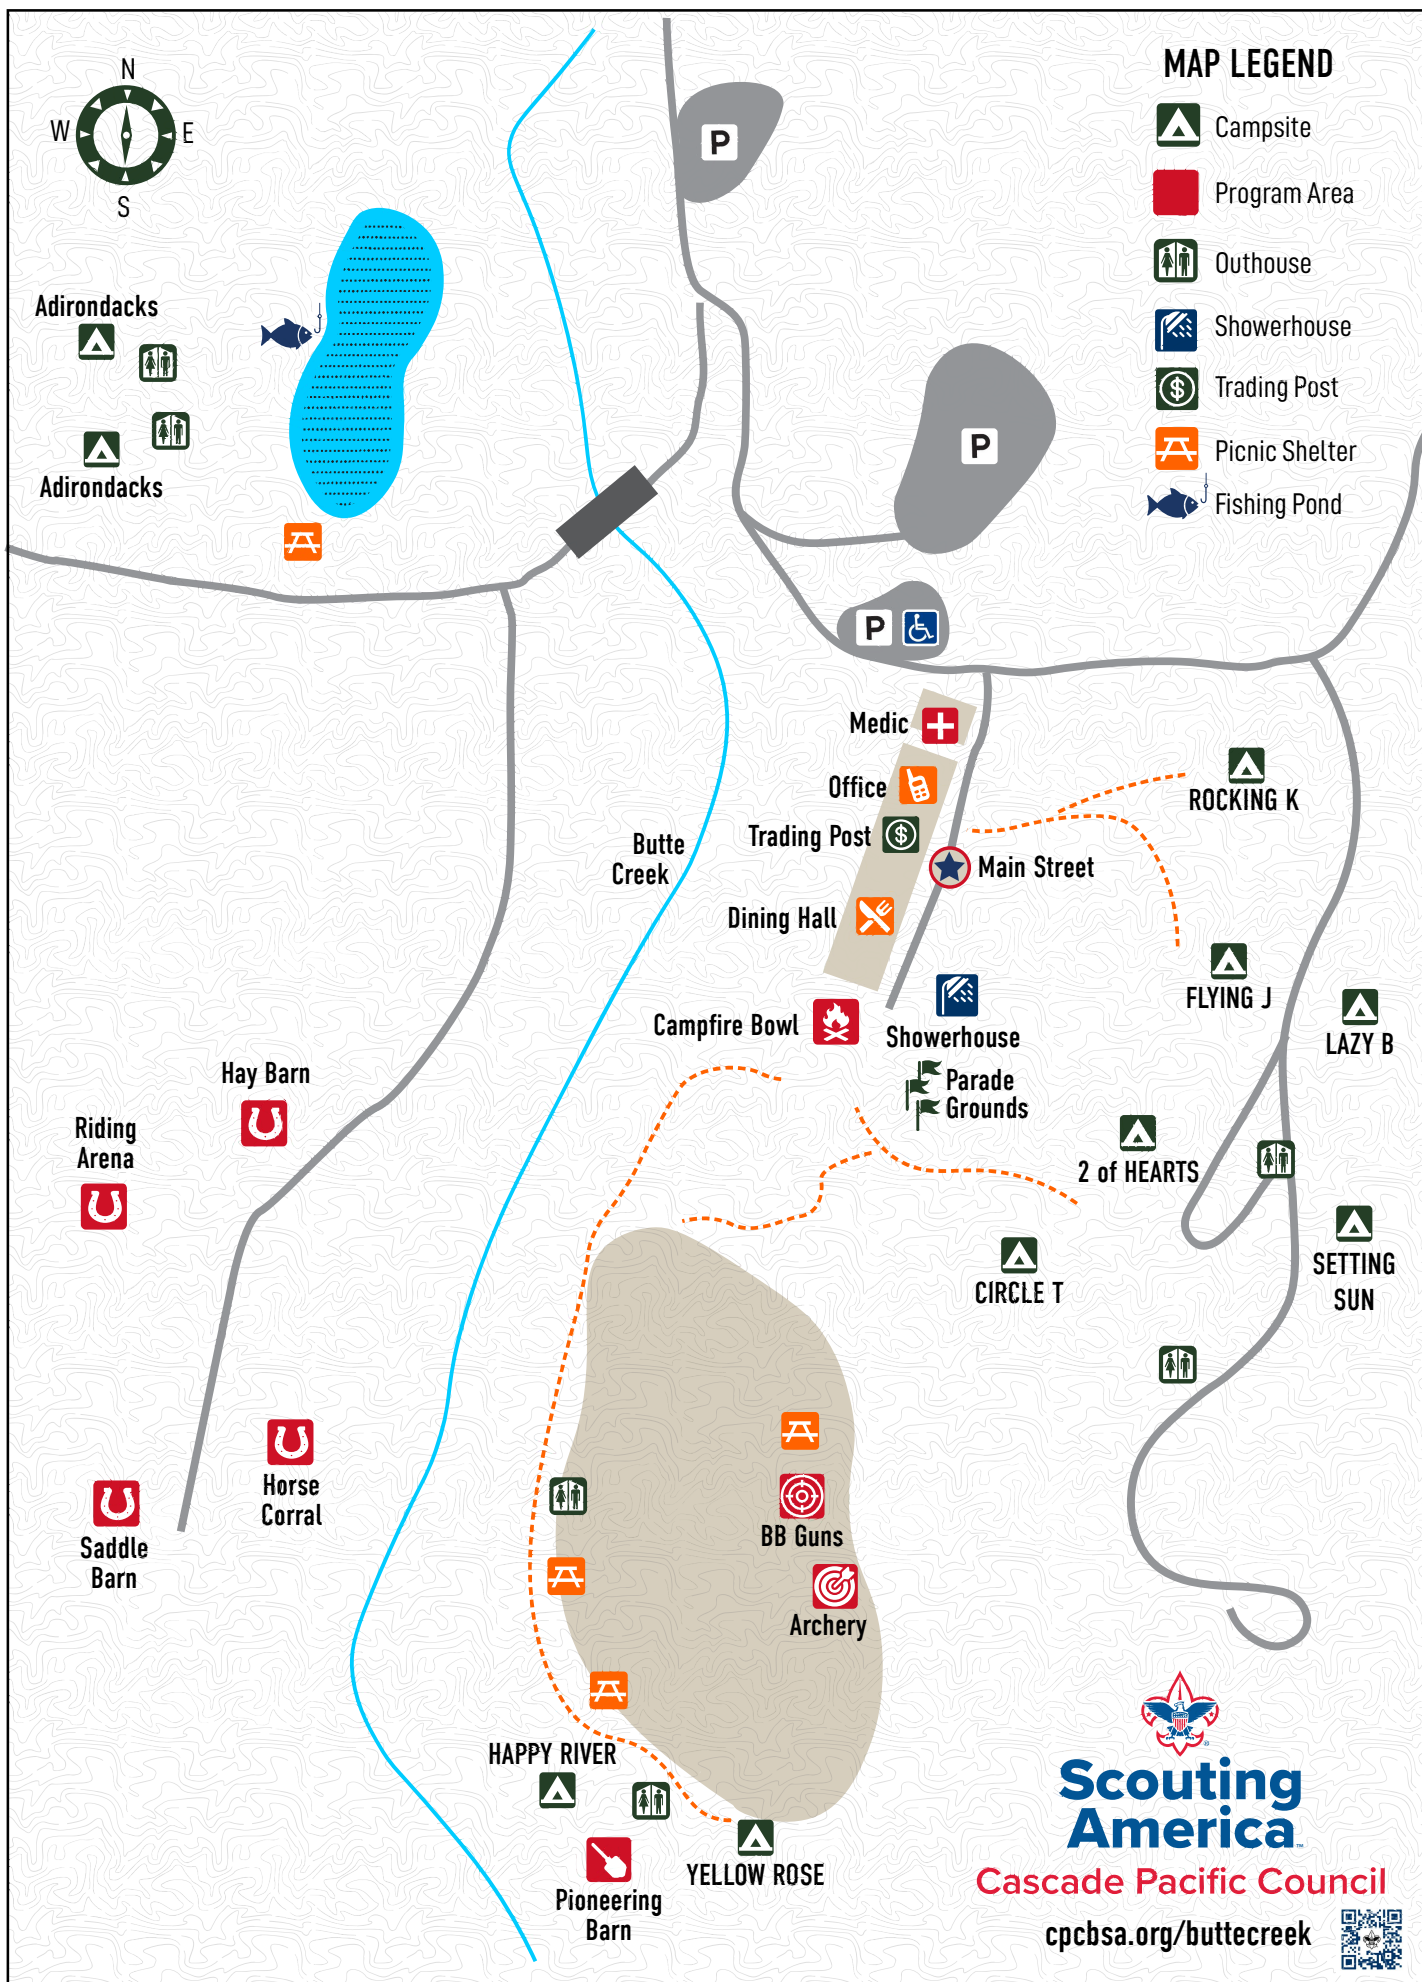 N
W
E
S
MAP LEGEND
Campsite
Program Area
Outhouse
Showerhouse
$
Trading Post
Picnic Shelter
Fishing Pond
P
P
P
Adirondacks
Adirondacks
Medic
Office
Trading Post
$
Main Street
Dining Hall
Butte
Creek
ROCKING K
FLYING J
LAZY B
Campfire Bowl
Showerhouse
Parade
Grounds
Hay Barn
Riding
Arena
2 of HEARTS
SETTING
SUN
CIRCLE T
Horse
Corral
Saddle
Barn
BB Guns
Archery
HAPPY RIVER
YELLOW ROSE
Pioneering
Barn
®
Scouting
America™
Cascade Pacific Council
cpcbsa.org/buttecreek